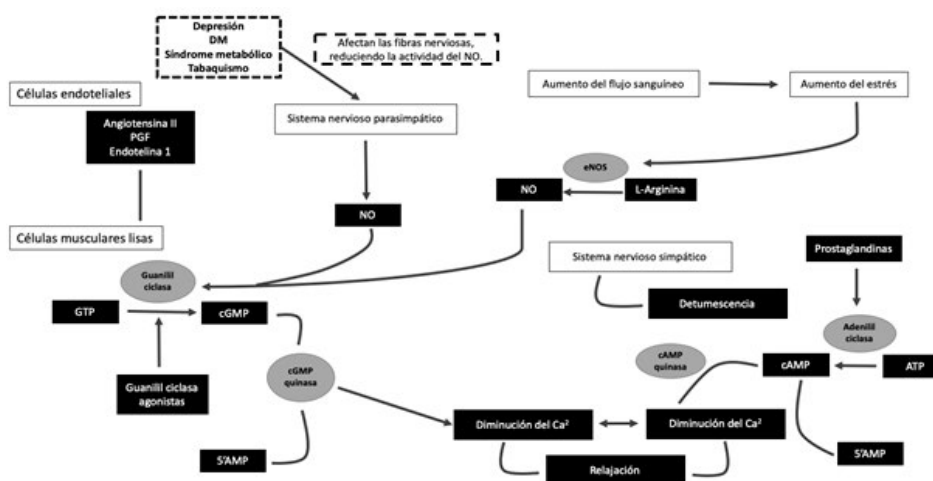 Depresión
DM
Síndrome metabólico
Tabaquismo
Afectan las fibras nerviosas,
reduciendo la actividad del NO.
Células endoteliales
Angiotensina II
PGF
Endotelina 1
Sistema nervioso parasimpático
Aumento del flujo sanguíneo
Aumento del estrés
eNOS
NO
L-Arginina
NO
Células musculares lisas
Guanilil
ciclasa
GTP
cGMP
Guanilil ciclasa
agonistas
cGMP
quinasa
5'AMP
Sistema nervioso simpático
Detumescencia
Prostaglandinas
Adenilil
ciclasa
cAMP
quinasa
cAMP
ATP
Diminución del Ca²
Diminución del Ca²
Relajación
5'AMP